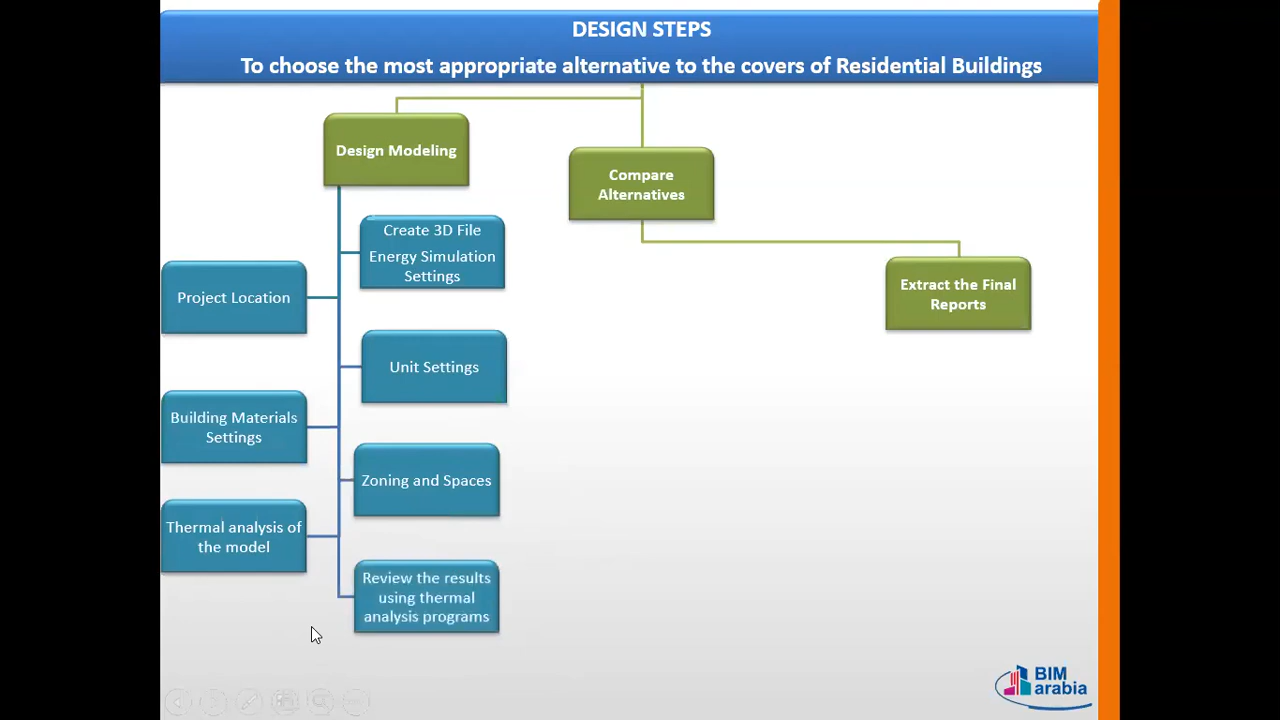 DESIGN STEPS
To choose the most appropriate alternative to the covers of Residential Buildings
Design Modeling
Compare
Alternatives
Extract the Final
Reports
Create 3D File
Energy Simulation
Settings
Project Location
Unit Settings
Building Materials
Settings
Zoning and Spaces
Thermal analysis of
the model
Review the results
using thermal
analysis programs
BIM
arabia